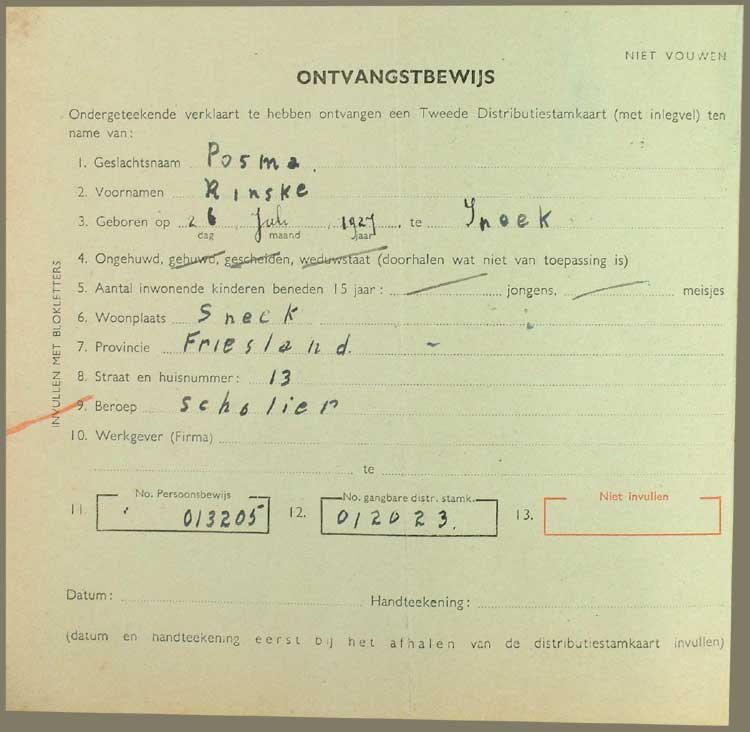 NIET VOUWEN
ONTVANGSTBEWIJS
Ondergeteekende verklaart te hebben ontvangen een Tweede Distributiestamkaart (met inlegvel) ten
name van:
1. Geslachtsnaam Posma.
2. Voornamen Rinske
3. Geboren op 26 Juli 1927 te Sneek
dag maand jaar
4. Ongehuwd, gehuwd, gescheiden, weduwstaat (doorhalen wat niet van toepassing is)
5. Aantal inwonende kinderen beneden 15 jaar: jongens, meisjes
6. Woonplaats Sneek
7. Provincie Friesland.
8. Straat en huisnummer: 13
9. Beroep scholier
10. Werkgever (Firma)
te
INVULLEN MET BLOKLETTERS
11. No. Persoonsbewijs 12. No. gangbare distr. stamk. 13. Niet invullen
013205 012023.
Datum: Handteekening:
(datum en handteekening eerst bij het afhalen van de distributiestamkaart invullen)